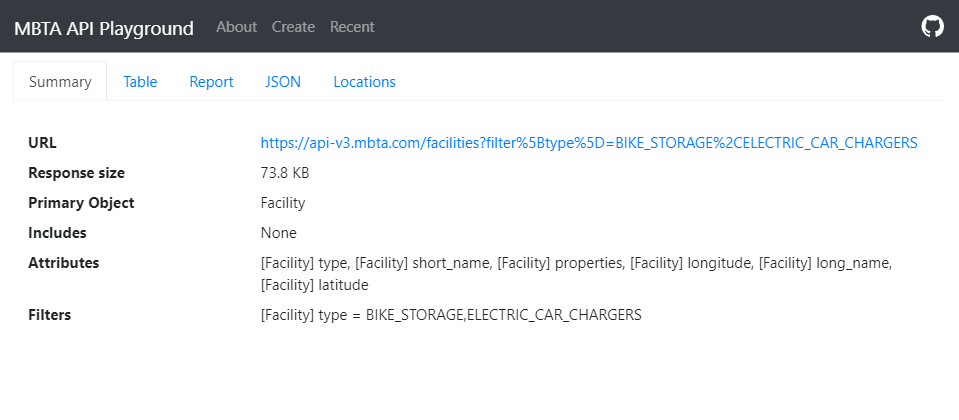 MBTA API Playground About Create Recent
Summary Table Report JSON Locations
URL https://api-v3.mbta.com/facilities?filter%5Btype%5D=BIKE_STORAGE%2CELECTRIC_CAR_CHARGERS
Response size 73.8 KB
Primary Object Facility
Includes None
Attributes [Facility] type, [Facility] short_name, [Facility] properties, [Facility] longitude, [Facility] long_name,
[Facility] latitude
Filters [Facility] type = BIKE_STORAGE,ELECTRIC_CAR_CHARGERS